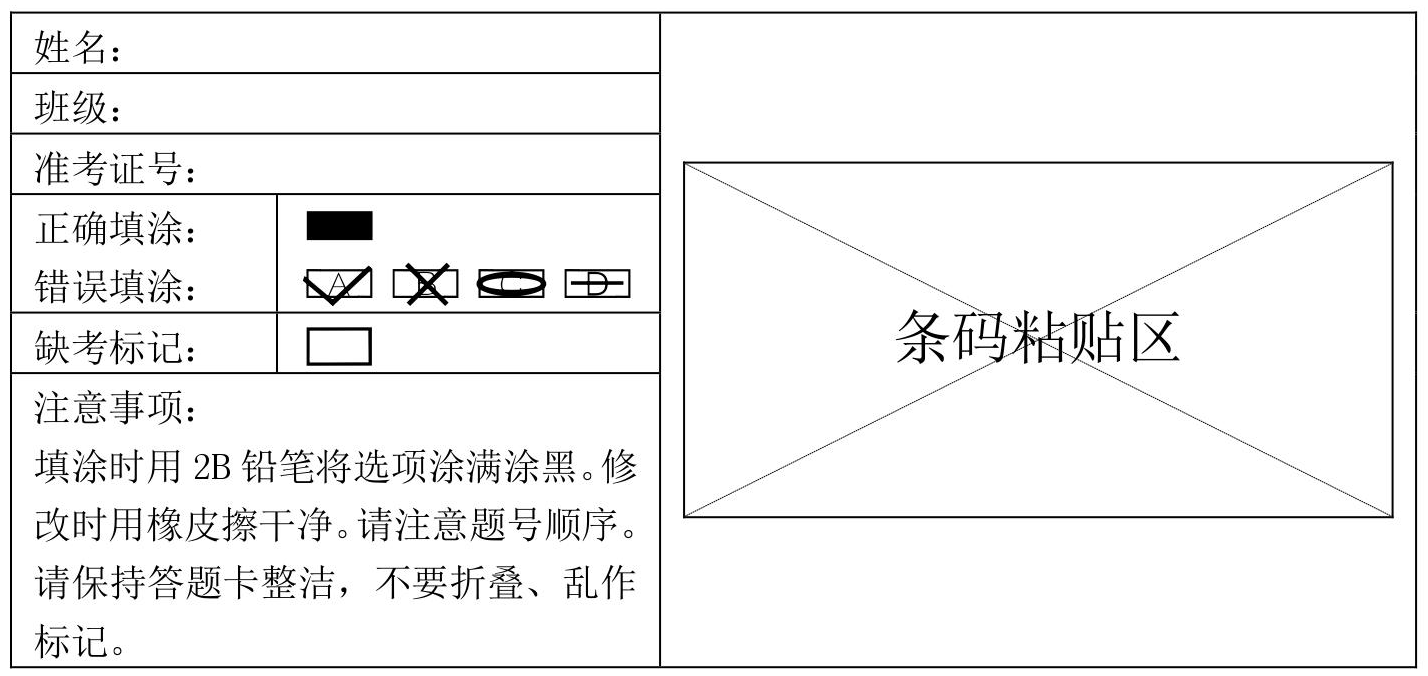 姓名：
班级：
准考证号：
正确填涂：
错误填涂： A B C D
缺考标记：
注意事项：
填涂时用 2B 铅笔将选项涂满涂黑。修
改时用橡皮擦干净。请注意题号顺序。
请保持答题卡整洁，不要折叠、乱作
标记。
条码粘贴区